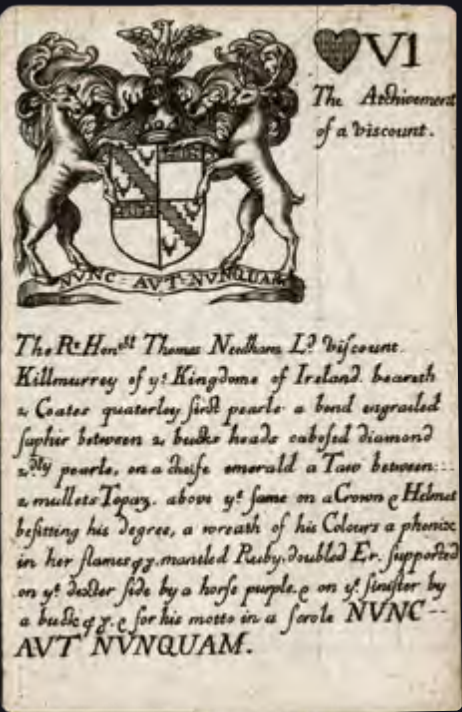 VI
The Atchivement
of a Viscount.
NVNC · AVT · NVNQUAM
The Rt. Honble Thomas Needham Ld. Viscount
Killmurrey of ye. Kingdome of Ireland. beareth
2 Coates quaterley first pearle a bend engrailed
saphir between 2 bucks heads cabosed diamond
2dly pearle, on a cheife emerald a Taw between::
2 mullets Topaz. above ye. same on a Crown & Helmet
befitting his degree, a wreath of his Colours a phenix
in her flames mantled Ruby, doubled Er. supported
on ye. dexter side by a horse purple. & on ye. sinister by
a buck & for his motto in a scrole NVNC--
AVT NVNQUAM.